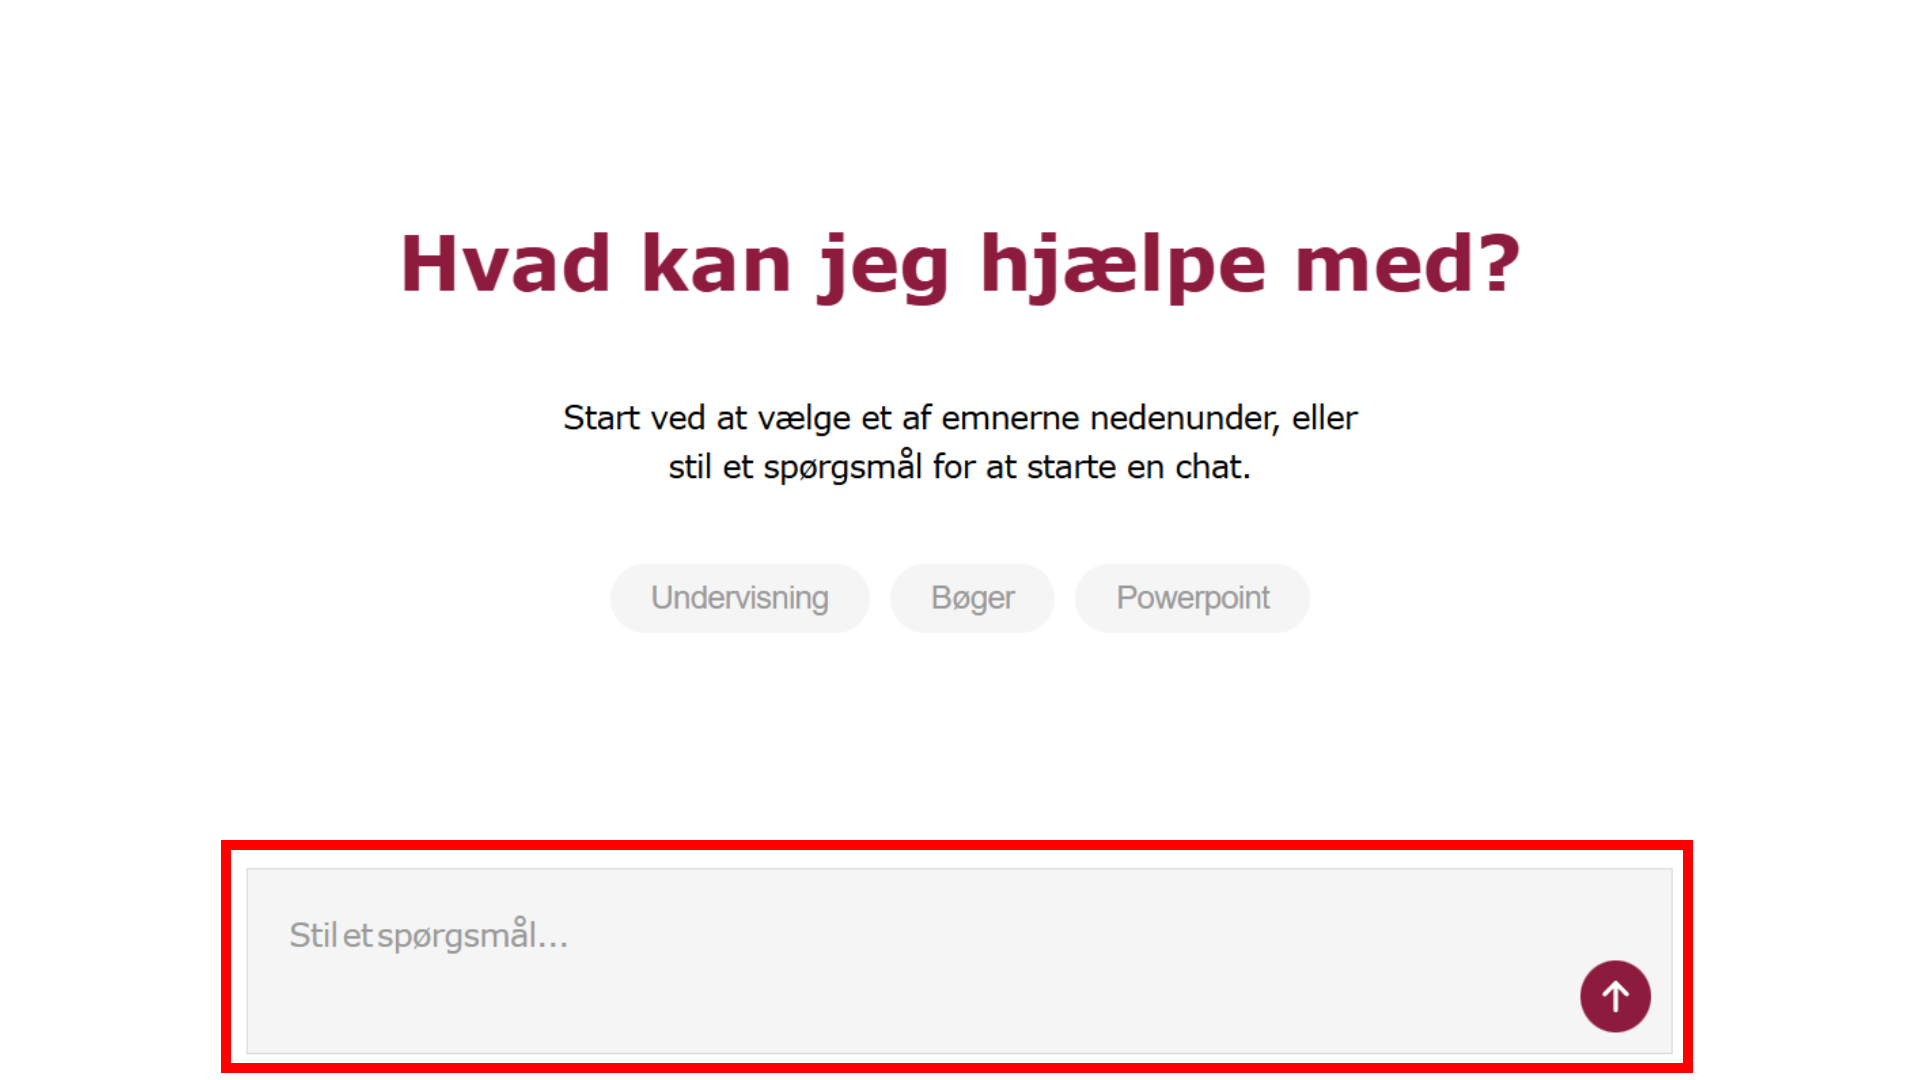 Hvad kan jeg hjælpe med?
Start ved at vælge et af emnerne nedenunder, eller
stil et spørgsmål for at starte en chat.
Undervisning Bøger Powerpoint
Stil et spørgsmål...